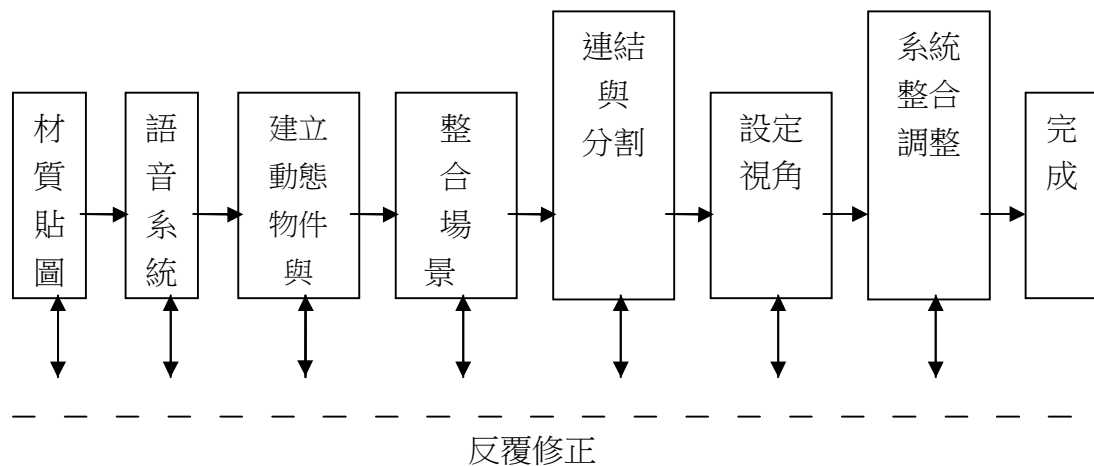 材
質
貼
圖
語
音
系
統
建立
動態
物件
與
整
合
場
景
連結
與
分割
設定
視角
系統
整合
調整
完
成
反覆修正